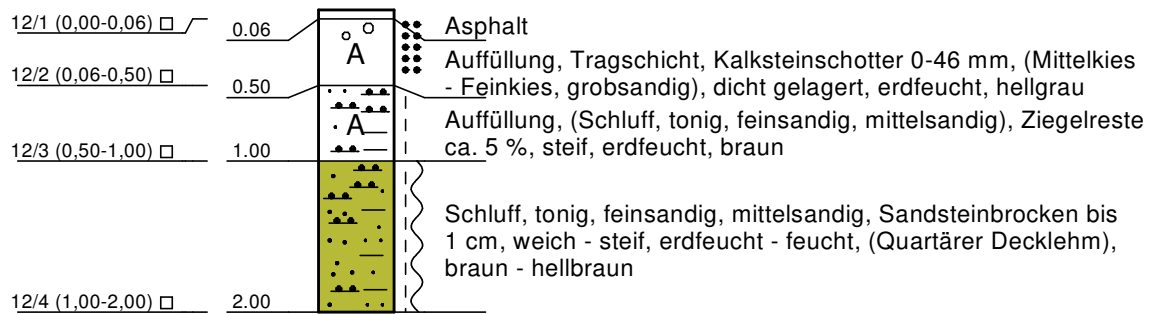 12/1 (0,00-0,06)
0.06
Asphalt
A
Auffüllung, Tragschicht, Kalksteinschotter 0-46 mm, (Mittelkies
- Feinkies, grobsandig), dicht gelagert, erdfeucht, hellgrau
12/2 (0,06-0,50)
0.50
A
Auffüllung, (Schluff, tonig, feinsandig, mittelsandig), Ziegelreste
ca. 5 %, steif, erdfeucht, braun
12/3 (0,50-1,00)
1.00
Schluff, tonig, feinsandig, mittelsandig, Sandsteinbrocken bis
1 cm, weich - steif, erdfeucht - feucht, (Quartärer Decklehm),
braun - hellbraun
12/4 (1,00-2,00)
2.00